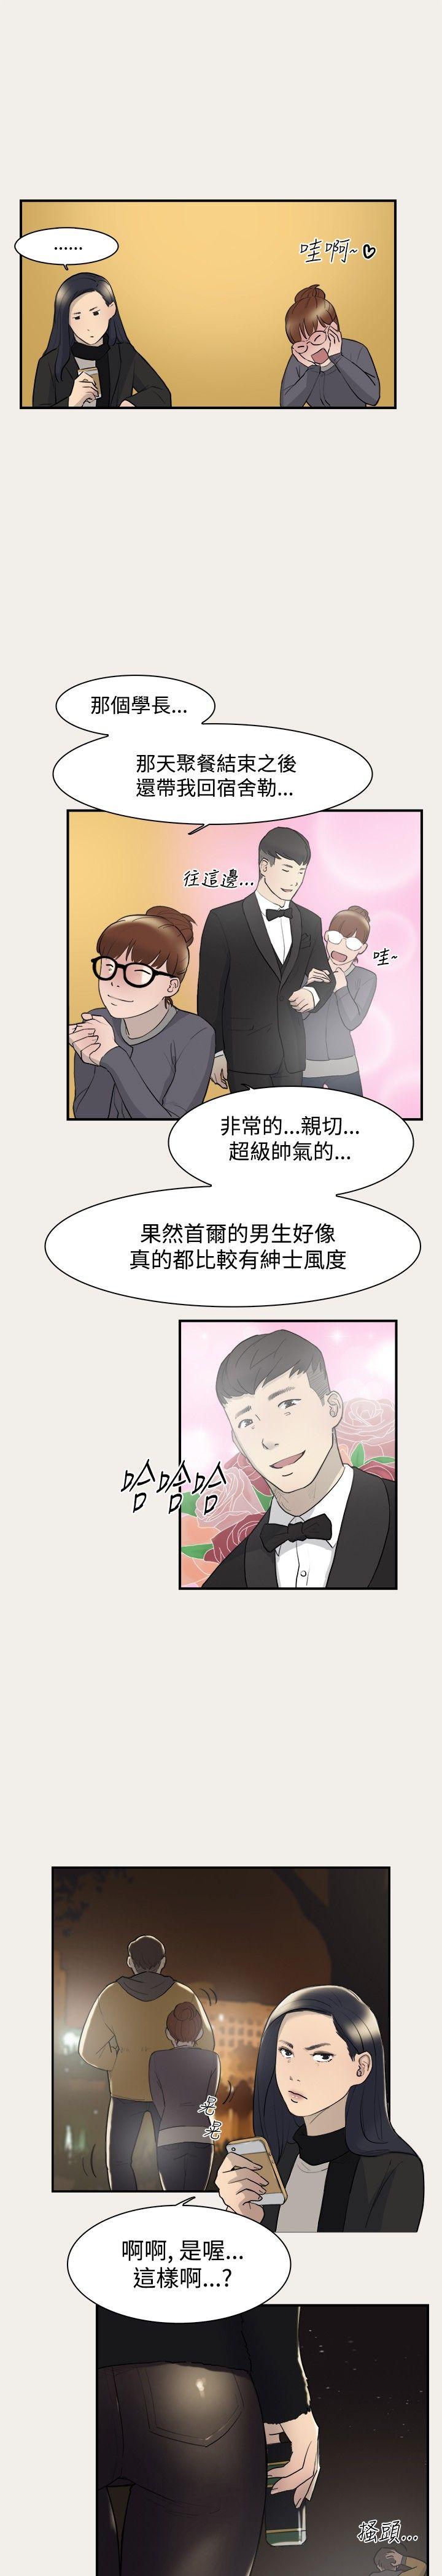 ......
哇啊~♥
那個學長...
那天聚餐結束之後
還帶我回宿舍勒...
往這邊...
哇~
非常的...親切...
超級帥氣的...
果然首爾的男生好像
真的都比較有紳士風度
哈哈哈
晃
晃
啊啊, 是喔...
這樣啊...?
搔頭...